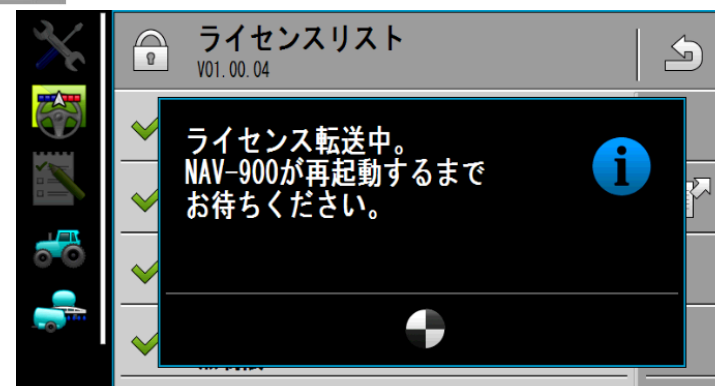 ライセンスリスト
V01.00.04
ライセンス転送中。
NAV-900が再起動するまで
お待ちください。